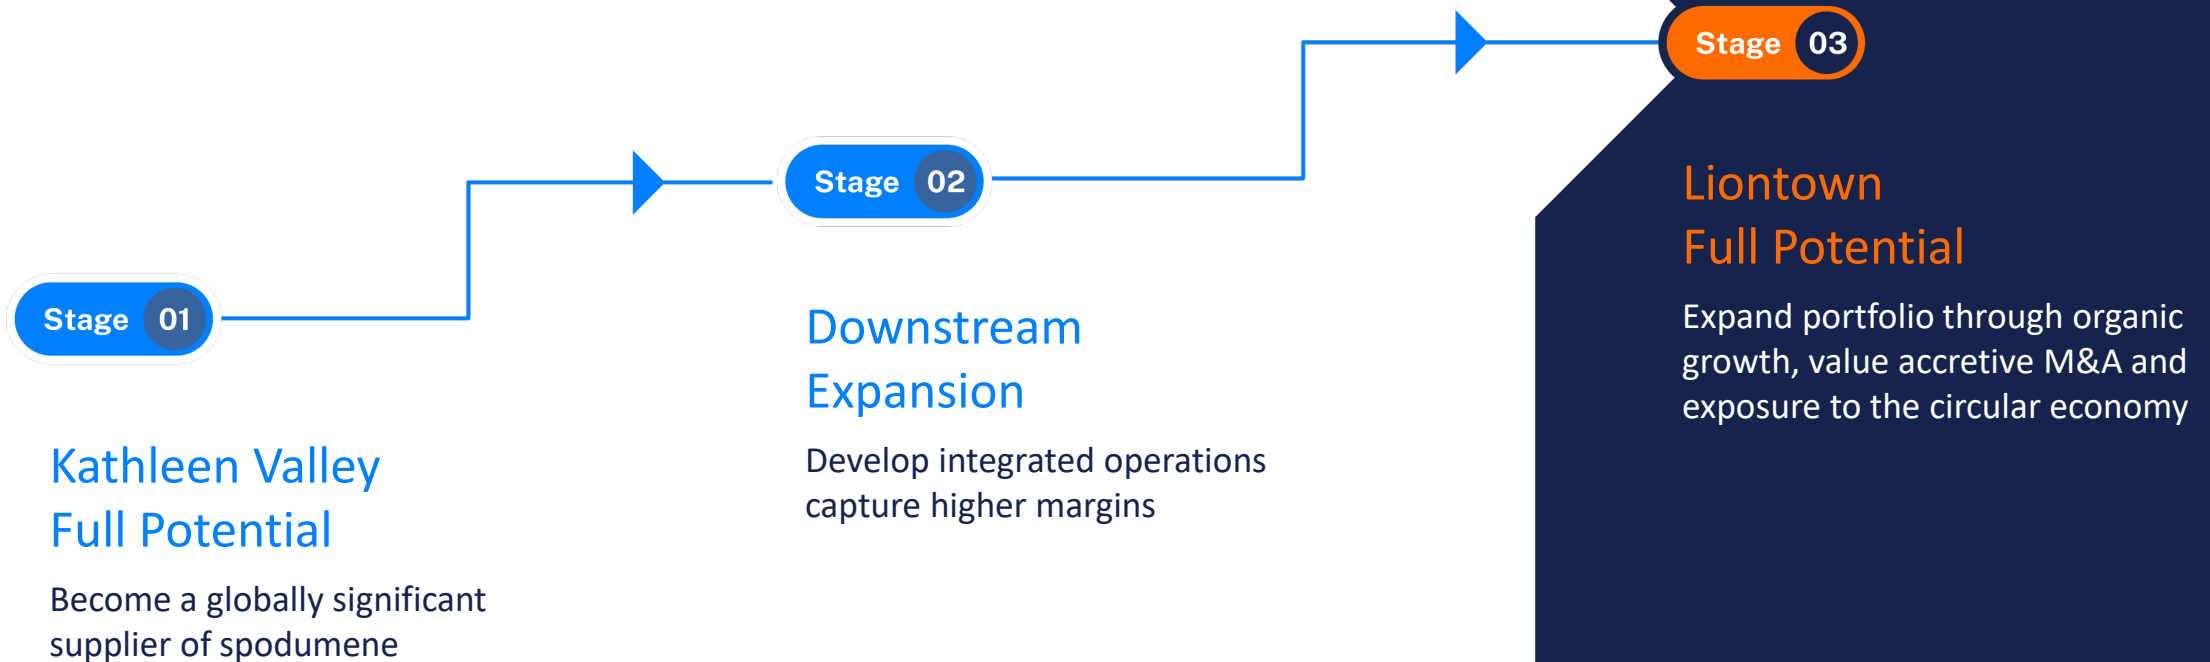 Stage 01
Kathleen Valley
Full Potential
Become a globally significant
supplier of spodumene
Stage 02
Downstream
Expansion
Develop integrated operations
capture higher margins
Stage 03
Liontown
Full Potential
Expand portfolio through organic
growth, value accretive M&A and
exposure to the circular economy